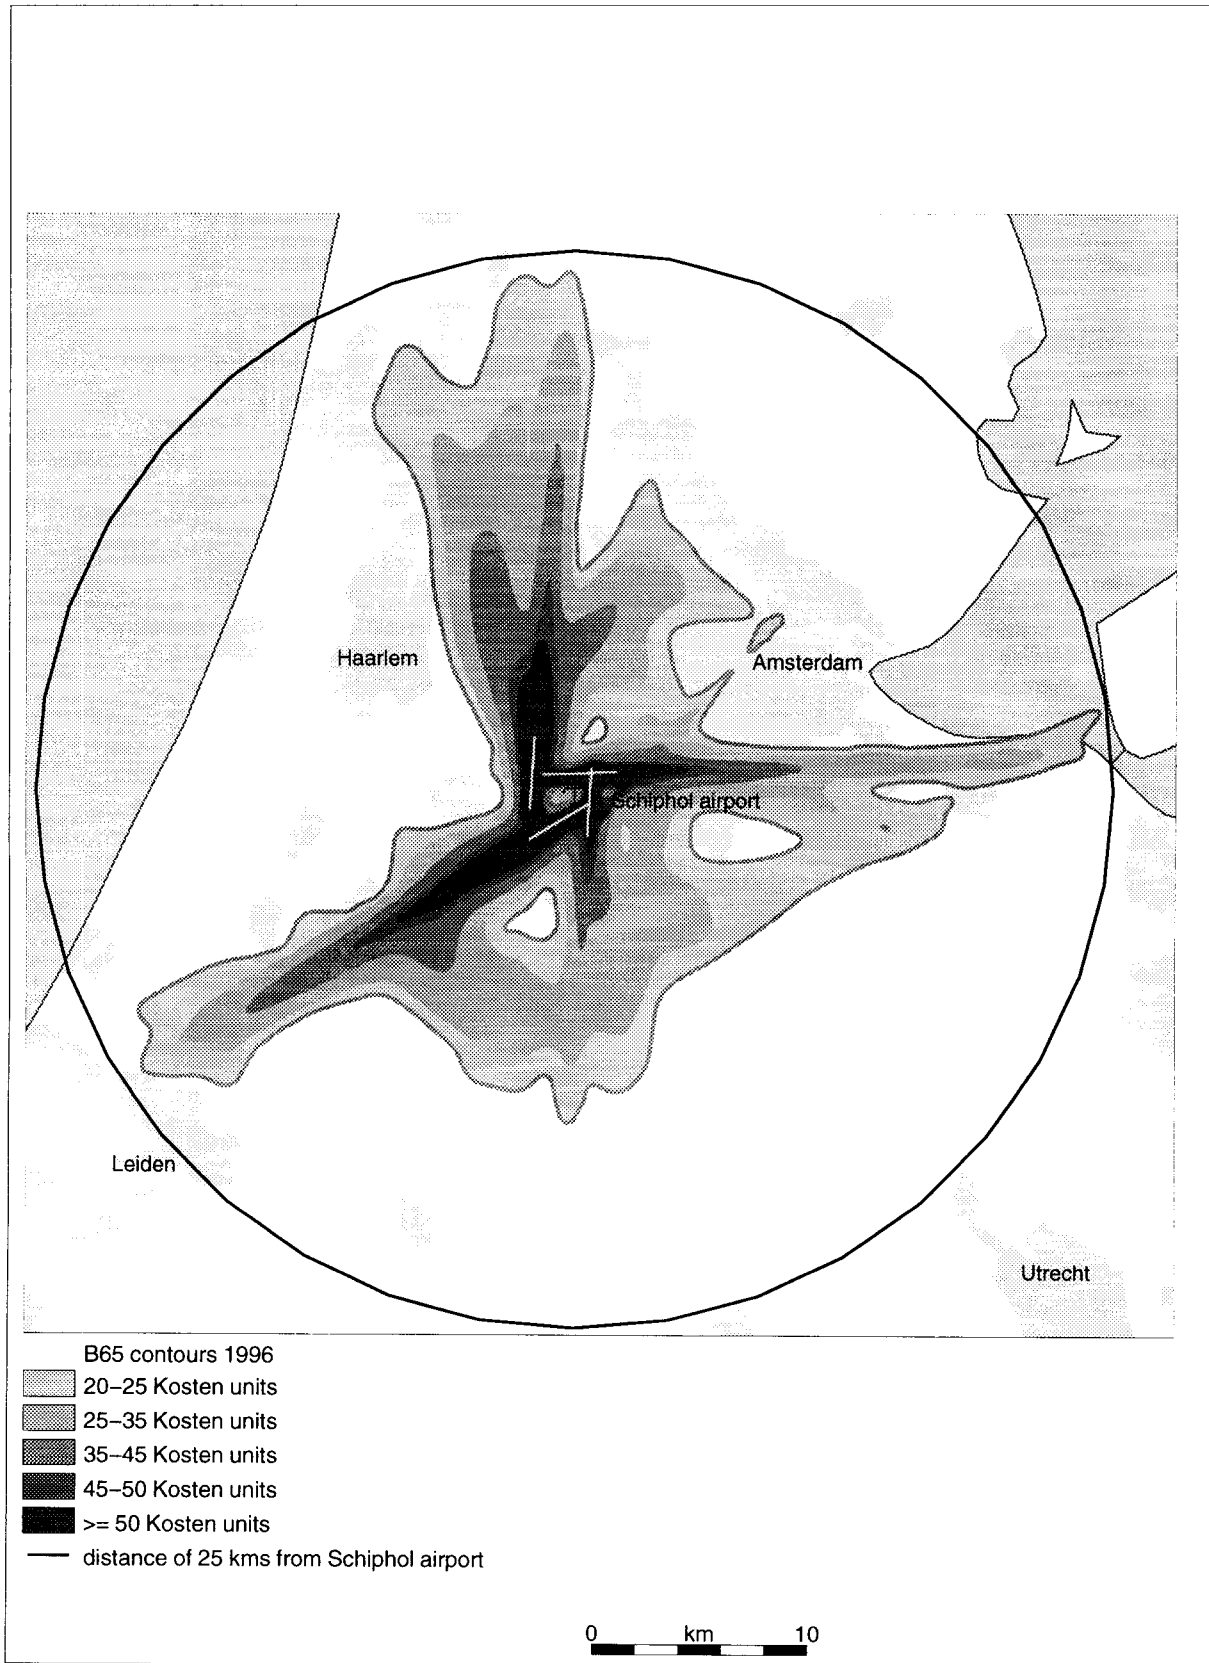 Haarlem
Amsterdam
Schiphol airport
Leiden
Utrecht
B65 contours 1996
20–25 Kosten units
25–35 Kosten units
35–45 Kosten units
45–50 Kosten units
>= 50 Kosten units
distance of 25 kms from Schiphol airport
0 km 10